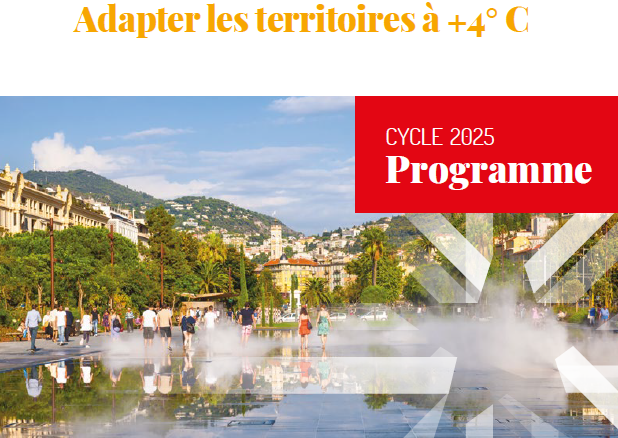 Adapter les territoires à +4° C
CYCLE 2025
Programme